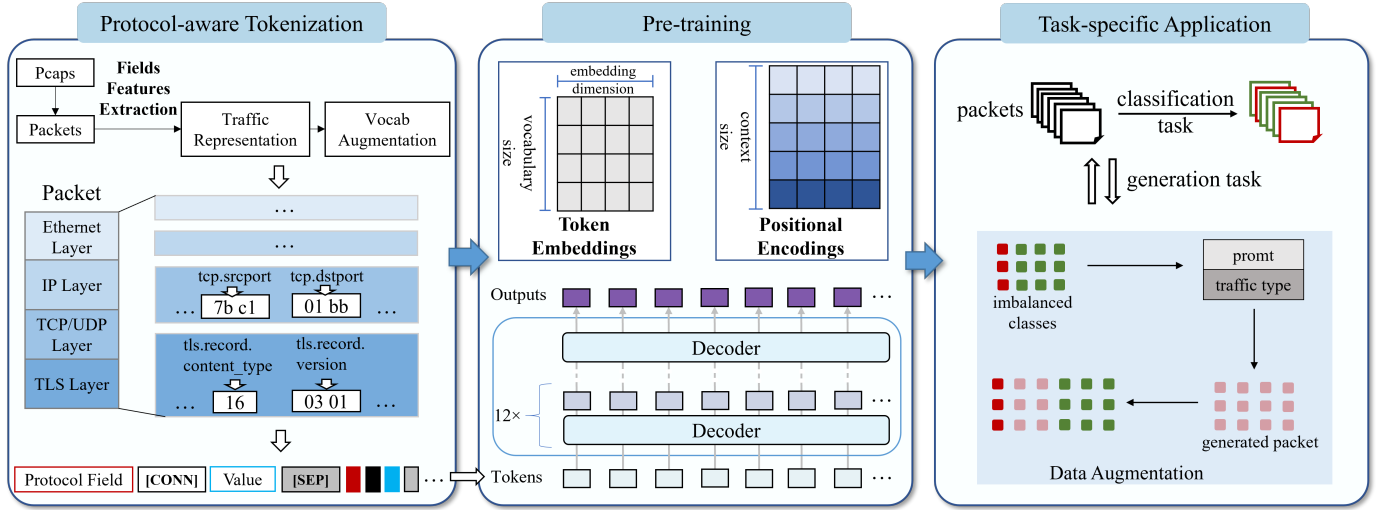 Protocol-aware Tokenization
Pcaps
Packets
Fields
Features
Extraction
Traffic
Representation
Vocab
Augmentation
Packet
Ethernet
Layer
IP Layer
TCP/UDP
Layer
TLS Layer
...
...
tcp.srcport
tcp.dstport
... 7b c1
01 bb ...
tls.record.
content_type
tls.record.
version
... 16
03 01 ...
Protocol Field
[CONN]
Value
[SEP]
...
Pre-training
embedding
dimension
vocabulary
size
Token
Embeddings
context
size
Positional
Encodings
Outputs
...
Decoder
12×
...
Decoder
Tokens
...
Task-specific Application
packets
classification
task
generation task
imbalanced
classes
promt
traffic type
generated packet
Data Augmentation